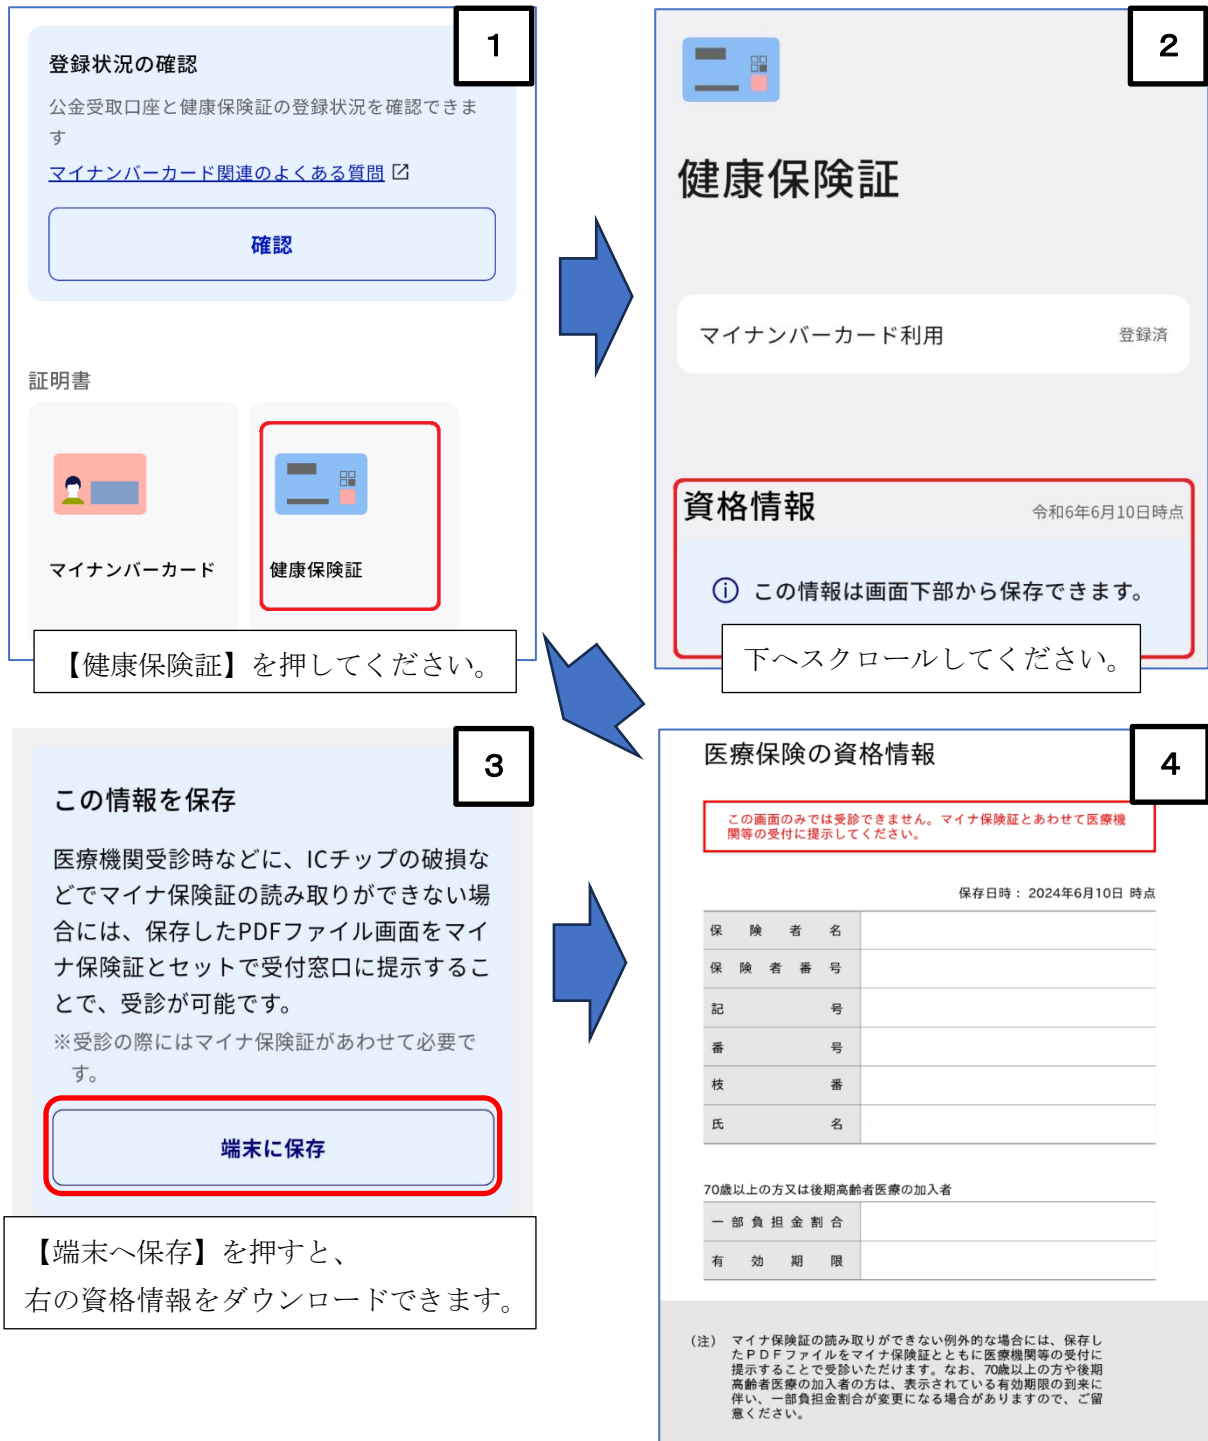 1
登録状況の確認
公金受取口座と健康保険証の登録状況を確認できま
す
マイナンバーカード関連のよくある質問
確認
証明書
マイナンバーカード
健康保険証
【健康保険証】を押してください。
2
健康保険証
マイナンバーカード利用 登録済
資格情報 令和6年6月10日時点
この情報は画面下部から保存できます。
下へスクロールしてください。
3
この情報を保存
医療機関受診時などに、ICチップの破損な
どでマイナ保険証の読み取りができない場
合には、保存したPDFファイル画面をマイ
ナ保険証とセットで受付窓口に提示するこ
とで、受診が可能です。
※受診の際にはマイナ保険証があわせて必要で
す。
端末に保存
【端末へ保存】を押すと、
右の資格情報をダウンロードできます。
4
医療保険の資格情報
この画面のみでは受診できません。マイナ保険証とあわせて医療機
関等の受付に提示してください。
保存日時：2024年6月10日 時点
保険者名
保険者番号
記号
番号
枝番
氏名
70歳以上の方又は後期高齢者医療の加入者
一部負担金割合
有効期限
（注） マイナ保険証の読み取りができない例外的な場合には、保存し
たＰＤＦファイルをマイナ保険証とともに医療機関等の受付に
提示することで受診いただけます。なお、70歳以上の方や後期
高齢者医療の加入者の方は、表示されている有効期限の到来に
伴い、一部負担金割合が変更になる場合がありますので、ご留
意ください。